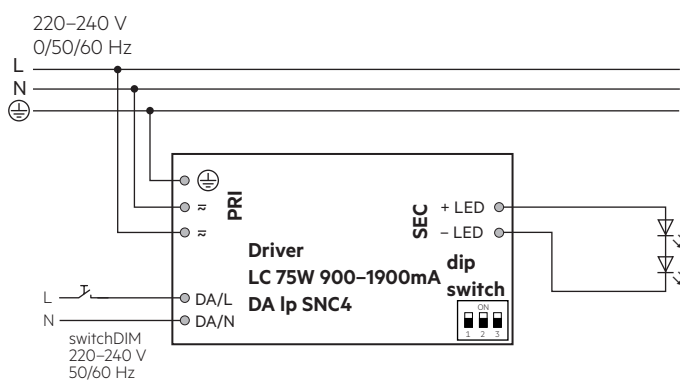 220–240 V
0/50/60 Hz
L
N
PRI
SEC
+ LED
– LED
Driver
LC 75W 900–1900mA
DA lp SNC4
dip
switch
ON
1 2 3
L
DA/L
N
DA/N
switchDIM
220–240 V
50/60 Hz